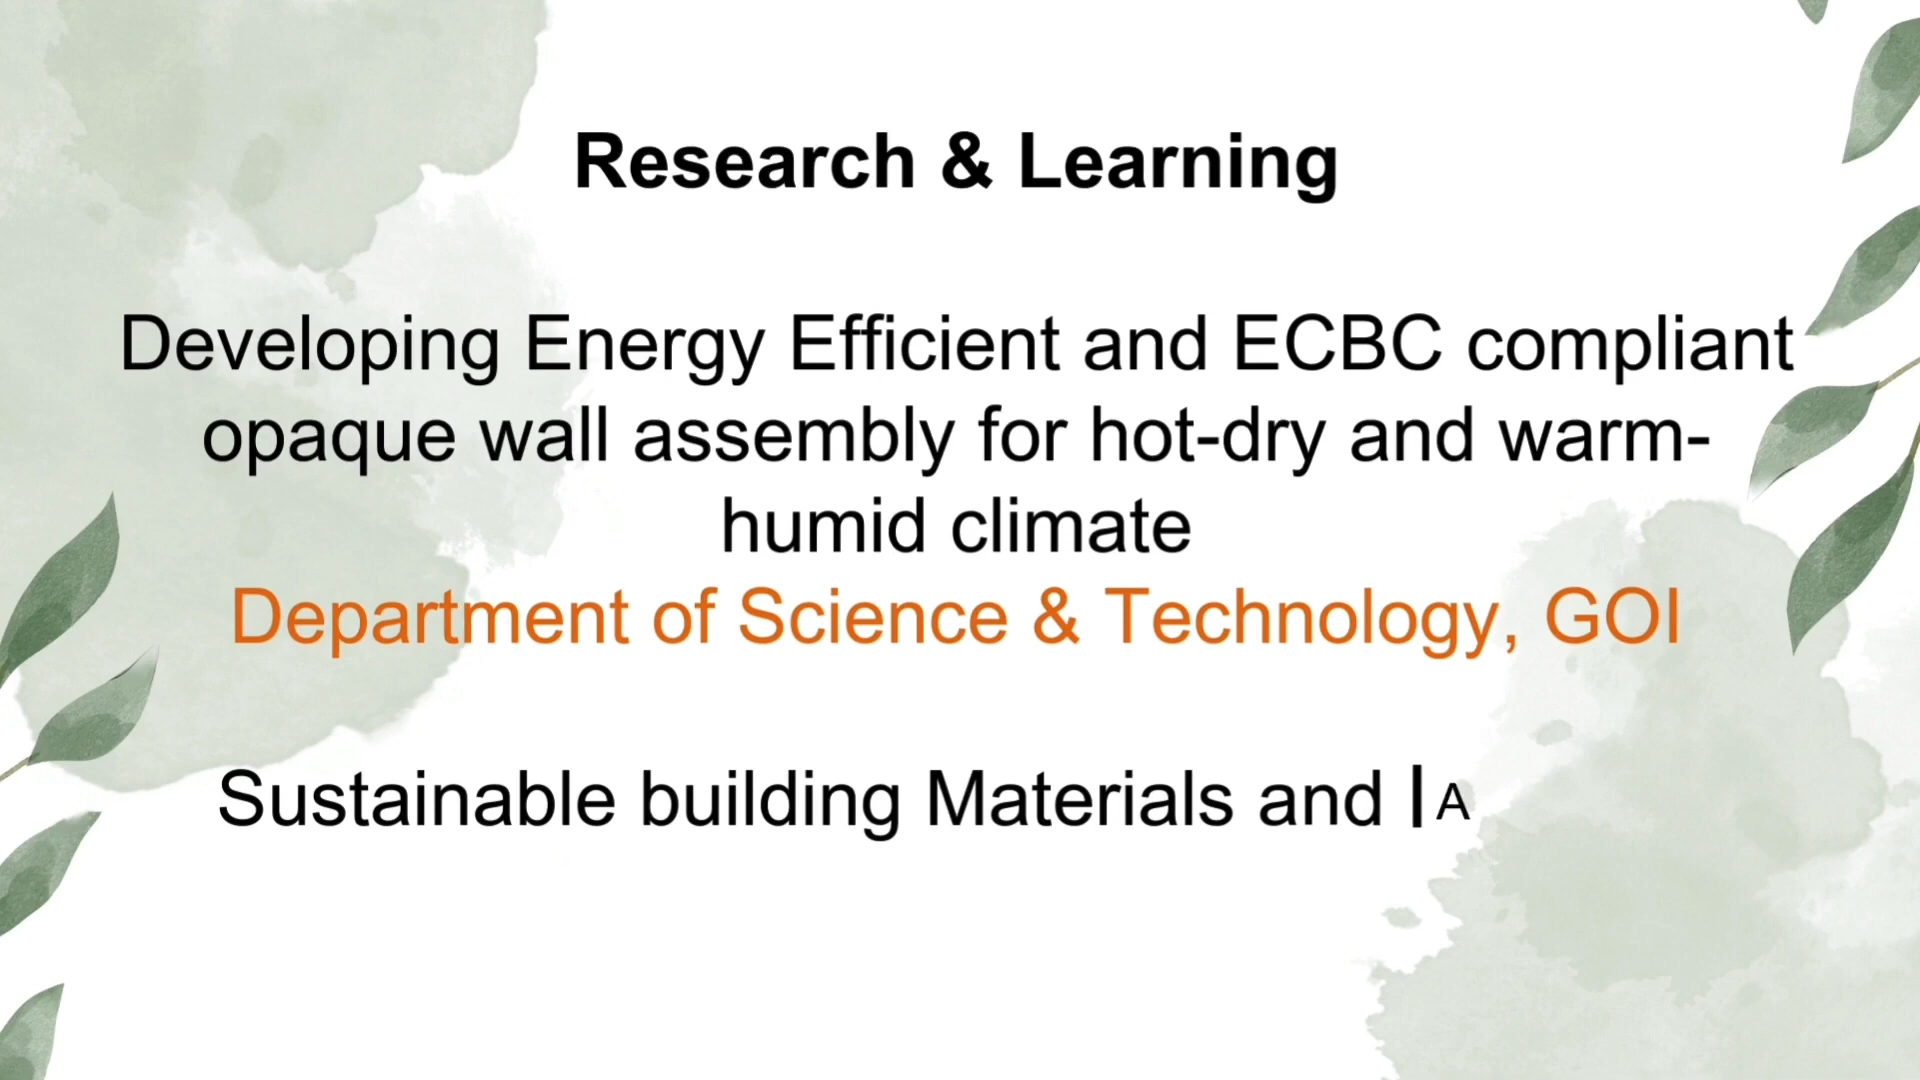 Research & Learning
Developing Energy Efficient and ECBC compliant
opaque wall assembly for hot-dry and warm-
humid climate
Department of Science & Technology, GOI
Sustainable building Materials and